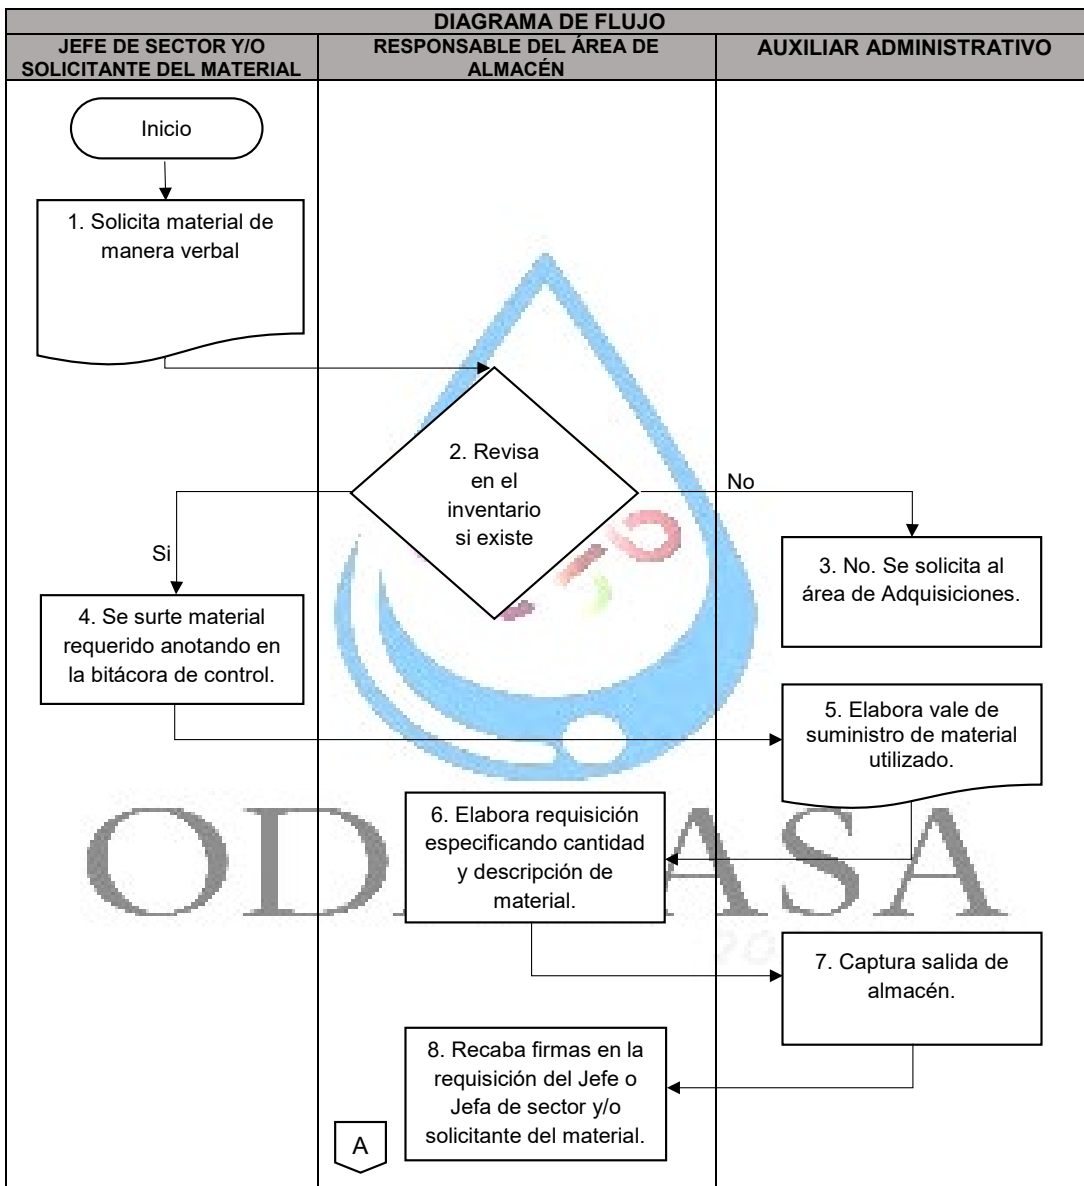 DIAGRAMA DE FLUJO
JEFE DE SECTOR Y/O
SOLICITANTE DEL MATERIAL
RESPONSABLE DEL ÁREA DE
ALMACÉN
AUXILIAR ADMINISTRATIVO
Inicio
1. Solicita material de
manera verbal
2. Revisa
en el
inventario
si existe
No
Si
3. No. Se solicita al
área de Adquisiciones.
4. Se surte material
requerido anotando en
la bitácora de control.
5. Elabora vale de
suministro de material
utilizado.
6. Elabora requisición
especificando cantidad
y descripción de
material.
7. Captura salida de
almacén.
8. Recaba firmas en la
requisición del Jefe o
Jefa de sector y/o
solicitante del material.
A